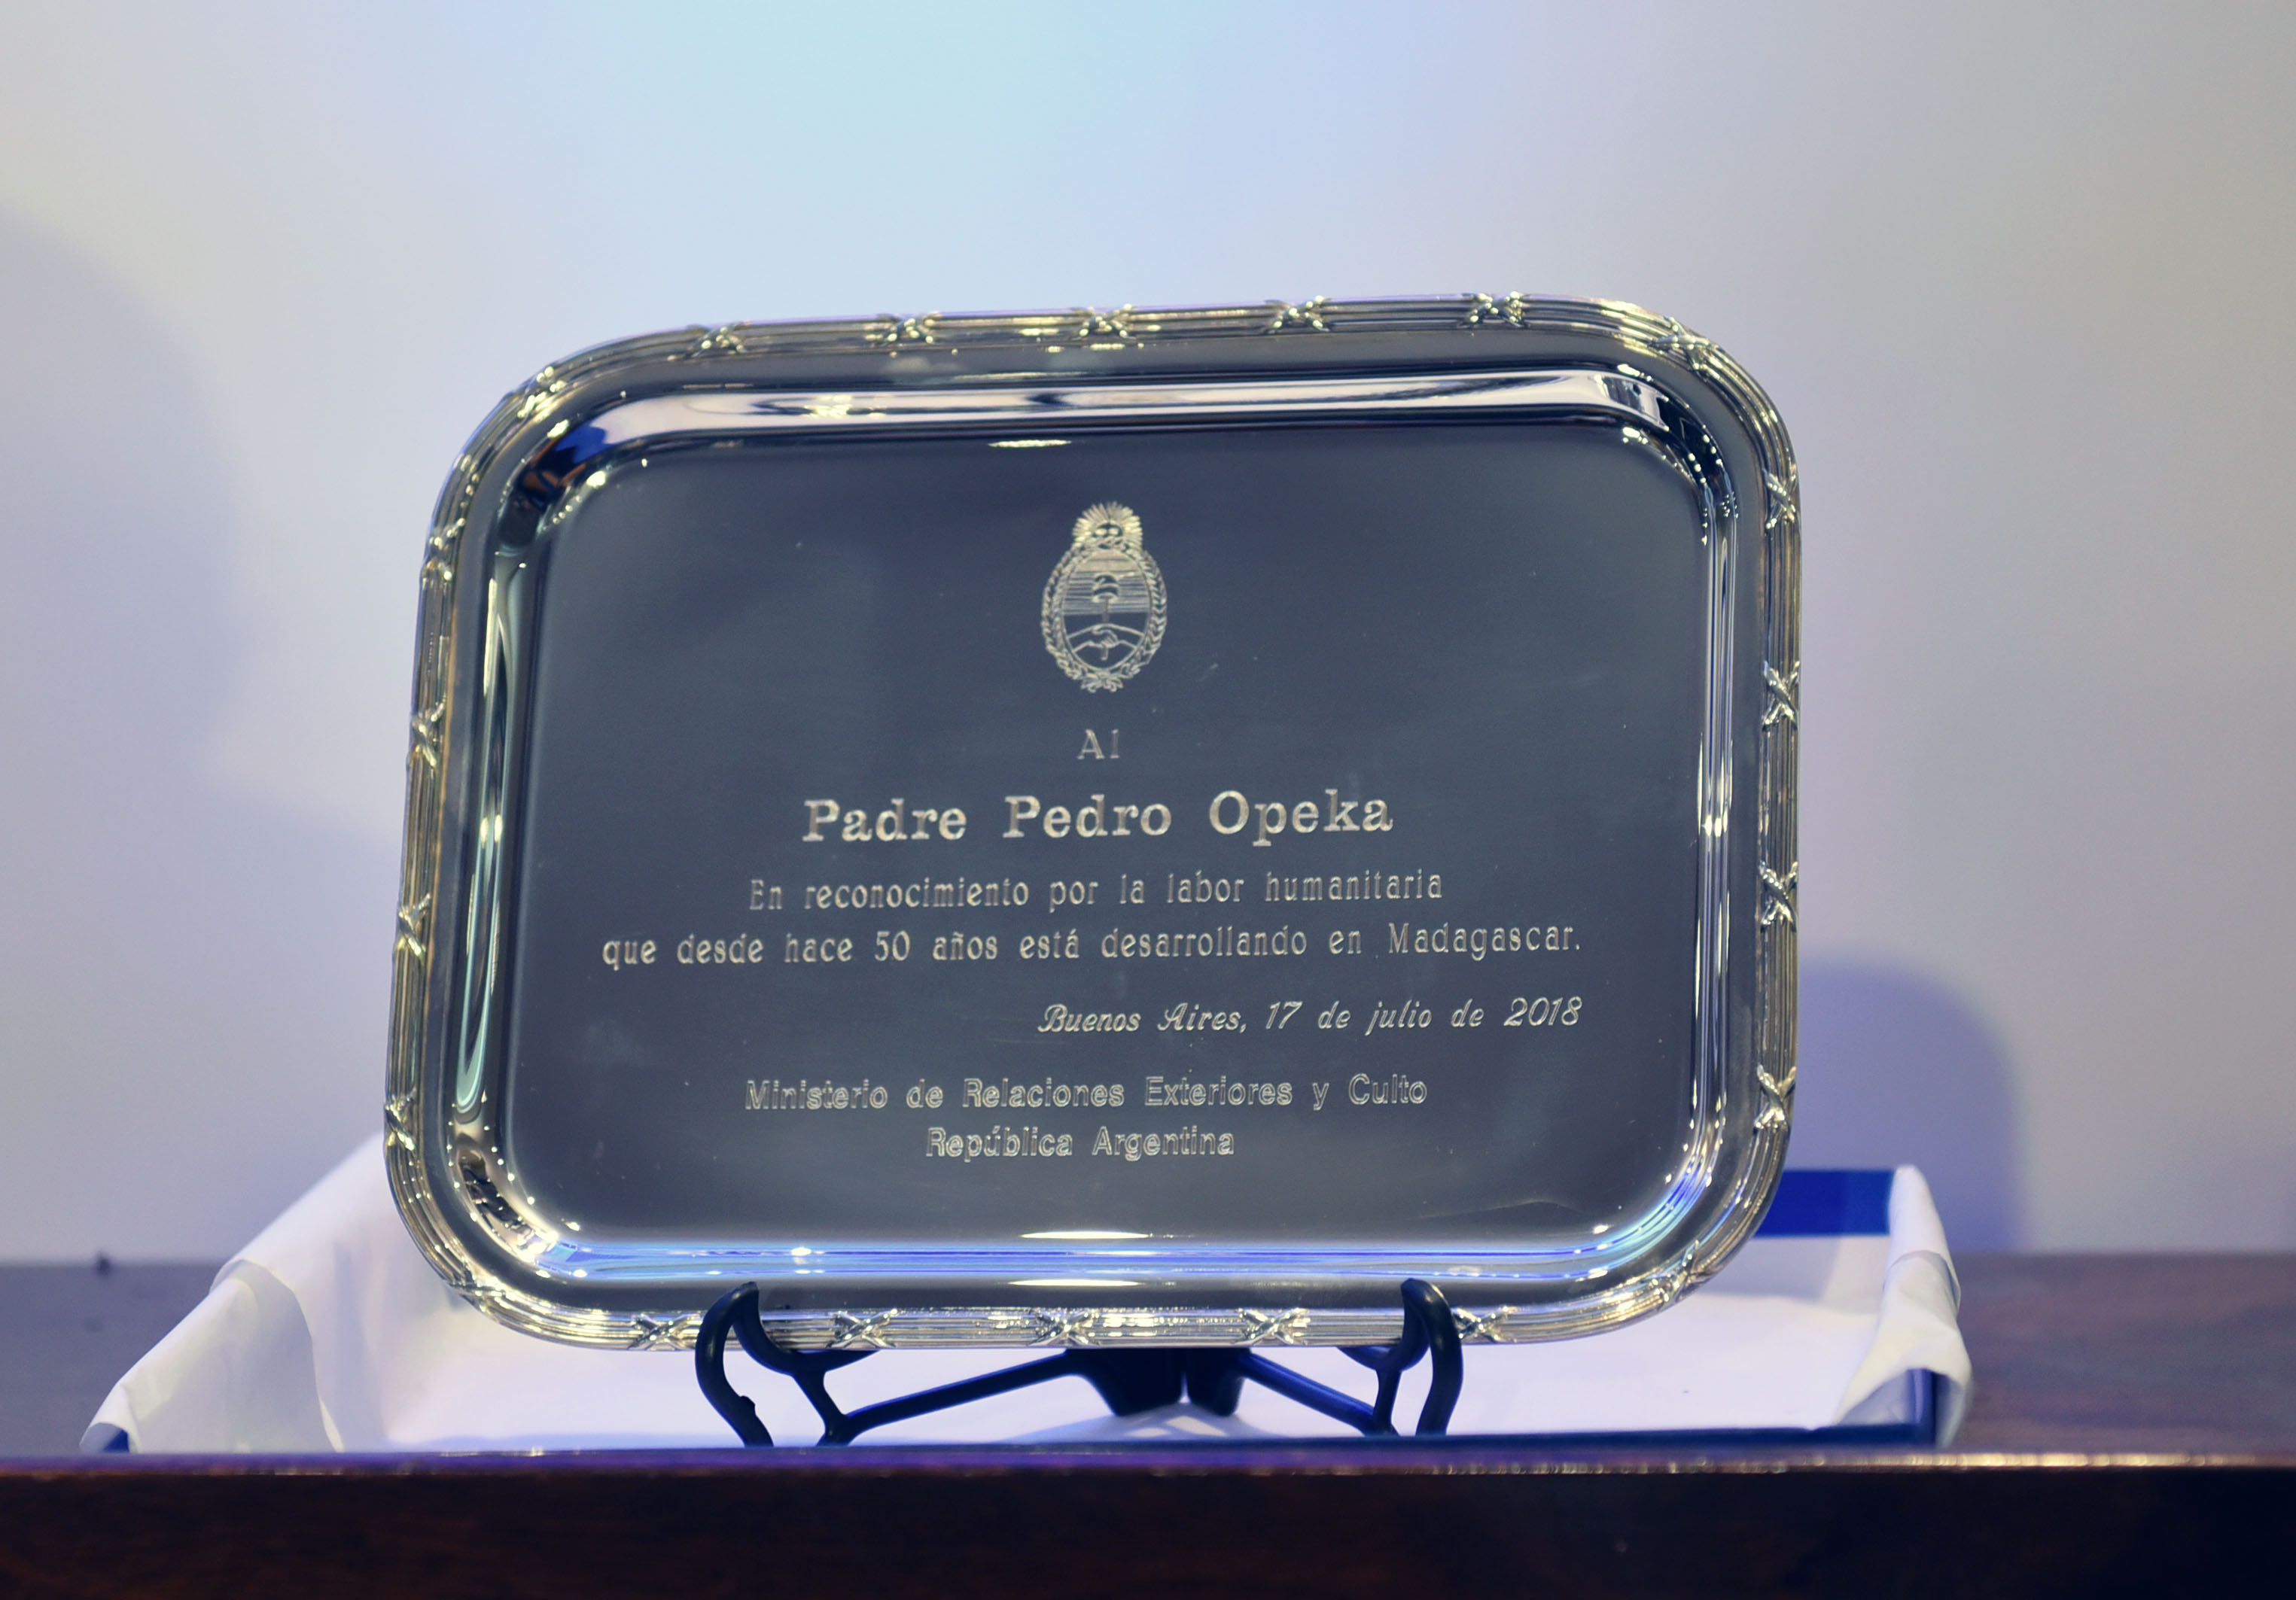 Al
Padre Pedro Opeka
En reconocimiento por la labor humanitaria
que desde hace 50 años está desarrollando en Madagascar.
Buenos Aires, 17 de julio de 2018
Ministerio de Relaciones Exteriores y Culto
República Argentina